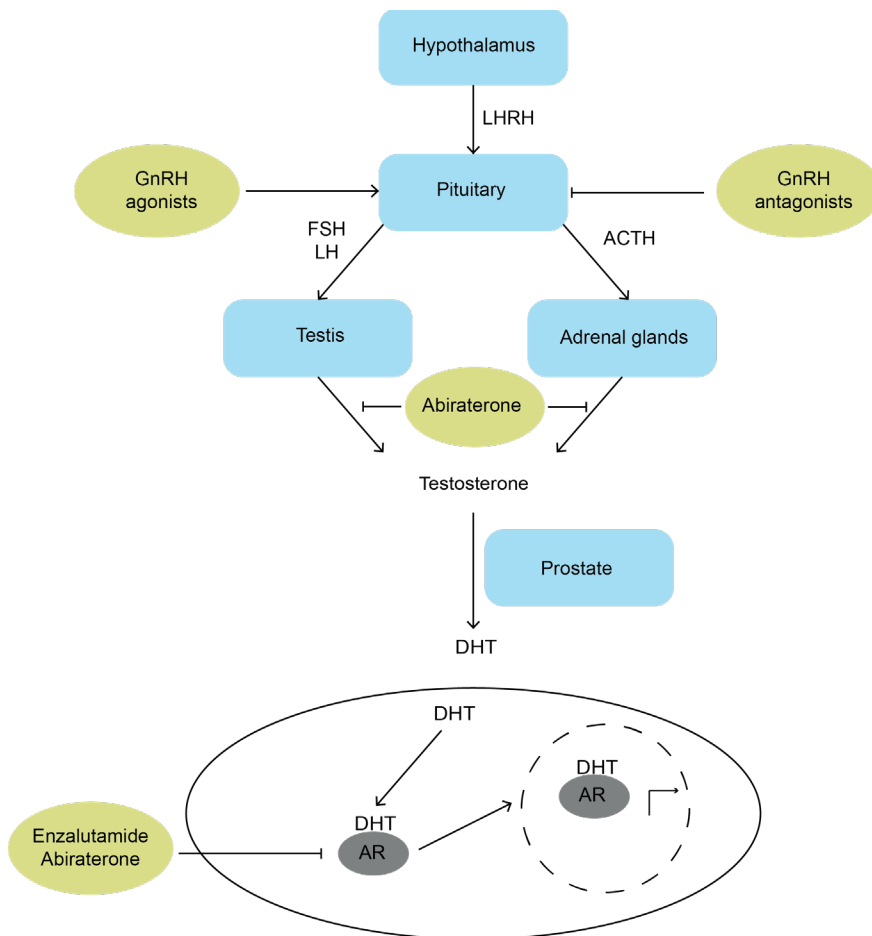 Hypothalamus
LHRH
GnRH
agonists
Pituitary
GnRH
antagonists
FSH
LH
ACTH
Testis
Adrenal glands
Abiraterone
Testosterone
Prostate
DHT
DHT
DHT
AR
DHT
AR
Enzalutamide
Abiraterone